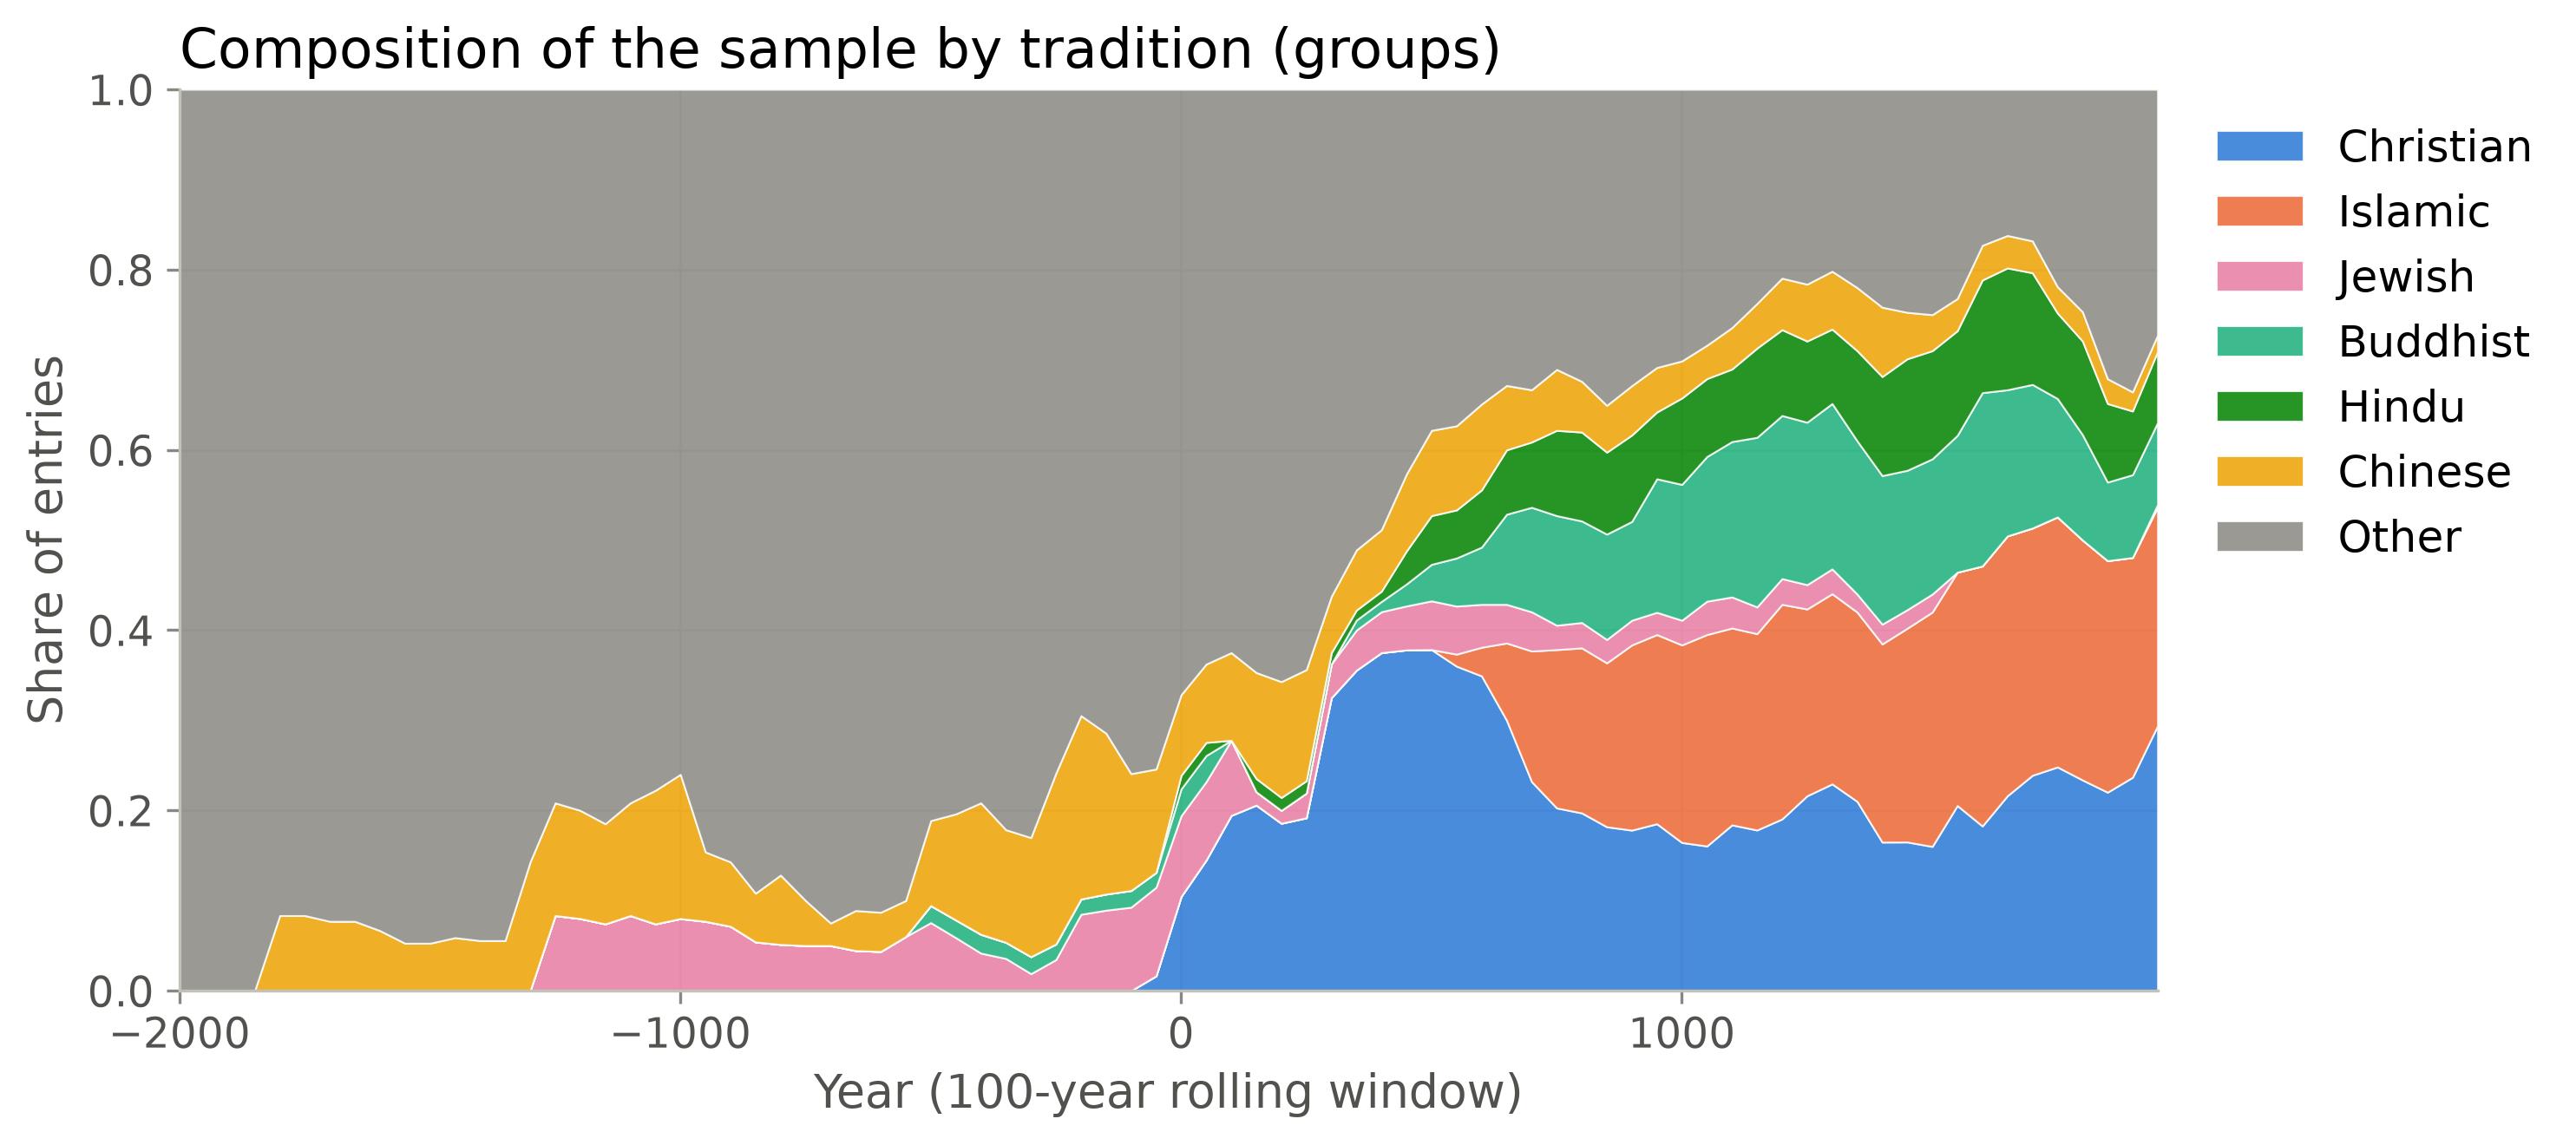 Composition of the sample by tradition (groups)
1.0
0.8
0.6
0.4
0.2
0.0
Share of entries
−2000
−1000
0
1000
Year (100-year rolling window)
Christian
Islamic
Jewish
Buddhist
Hindu
Chinese
Other